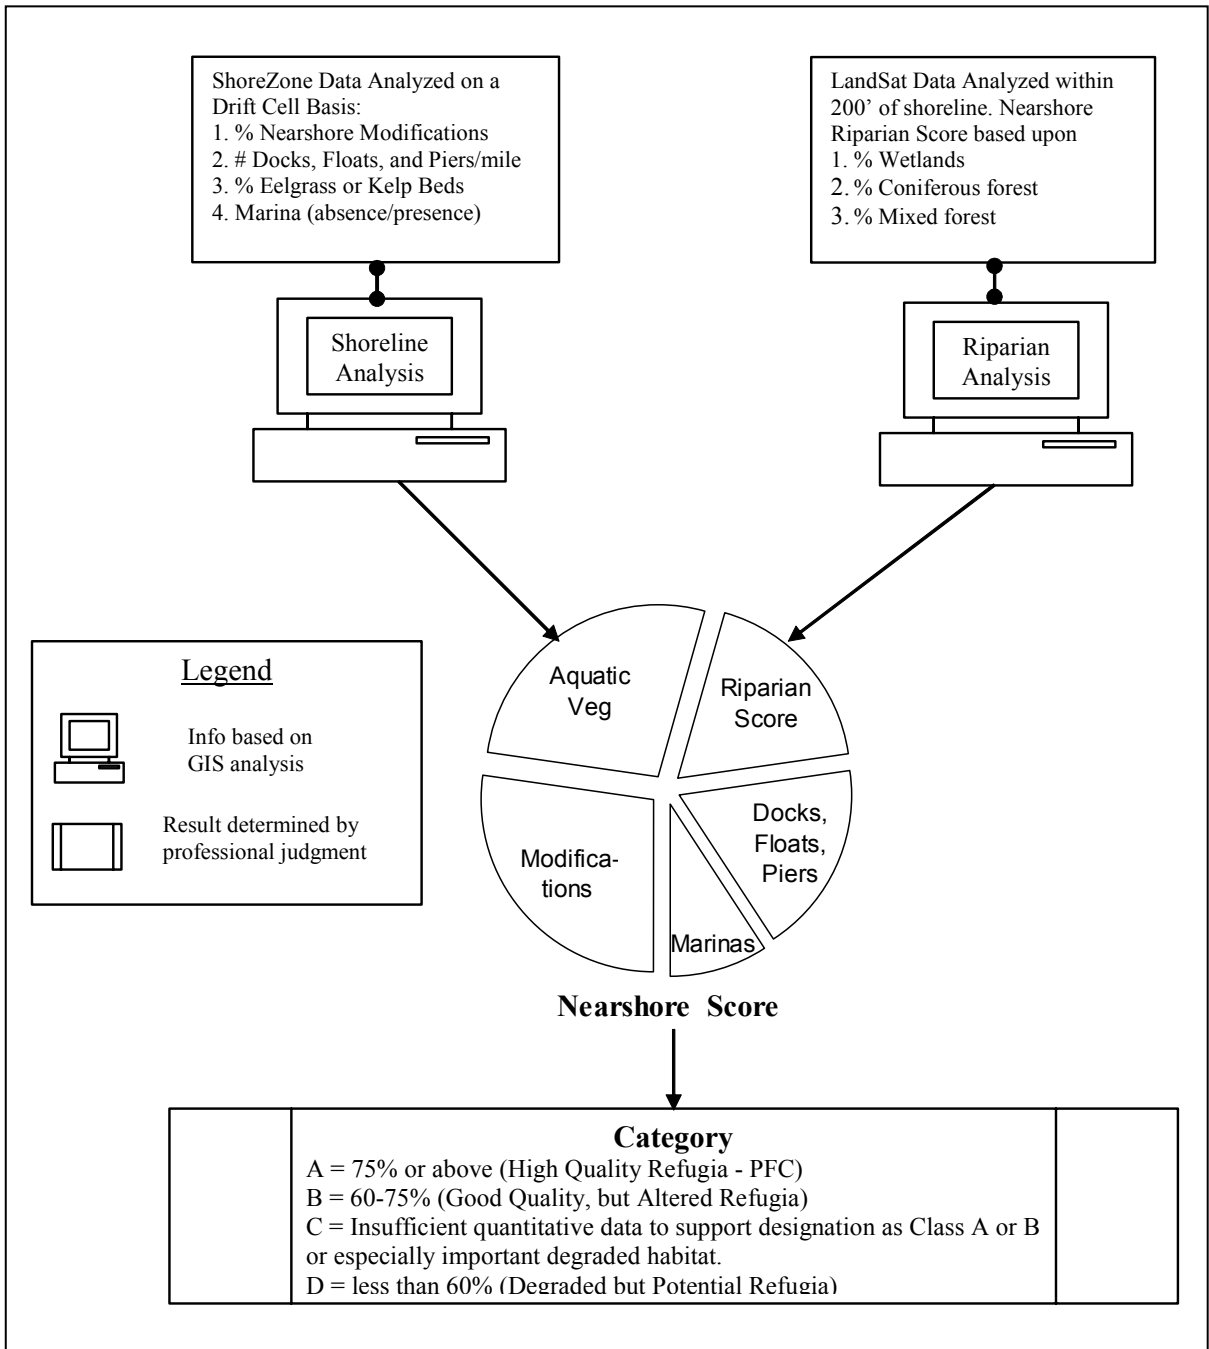 ShoreZone Data Analyzed on a
Drift Cell Basis:
1. % Nearshore Modifications
2. # Docks, Floats, and Piers/mile
3. % Eelgrass or Kelp Beds
4. Marina (absence/presence)
LandSat Data Analyzed within
200’ of shoreline. Nearshore
Riparian Score based upon
1. % Wetlands
2. % Coniferous forest
3. % Mixed forest
Shoreline
Analysis
Riparian
Analysis
Legend
Info based on
GIS analysis
Result determined by
professional judgment
Aquatic
Veg
Riparian
Score
Docks,
Floats,
Piers
Modifica-
tions
Marinas
Nearshore Score
Category
A = 75% or above (High Quality Refugia - PFC)
B = 60-75% (Good Quality, but Altered Refugia)
C = Insufficient quantitative data to support designation as Class A or B
or especially important degraded habitat.
D = less than 60% (Degraded but Potential Refugia)